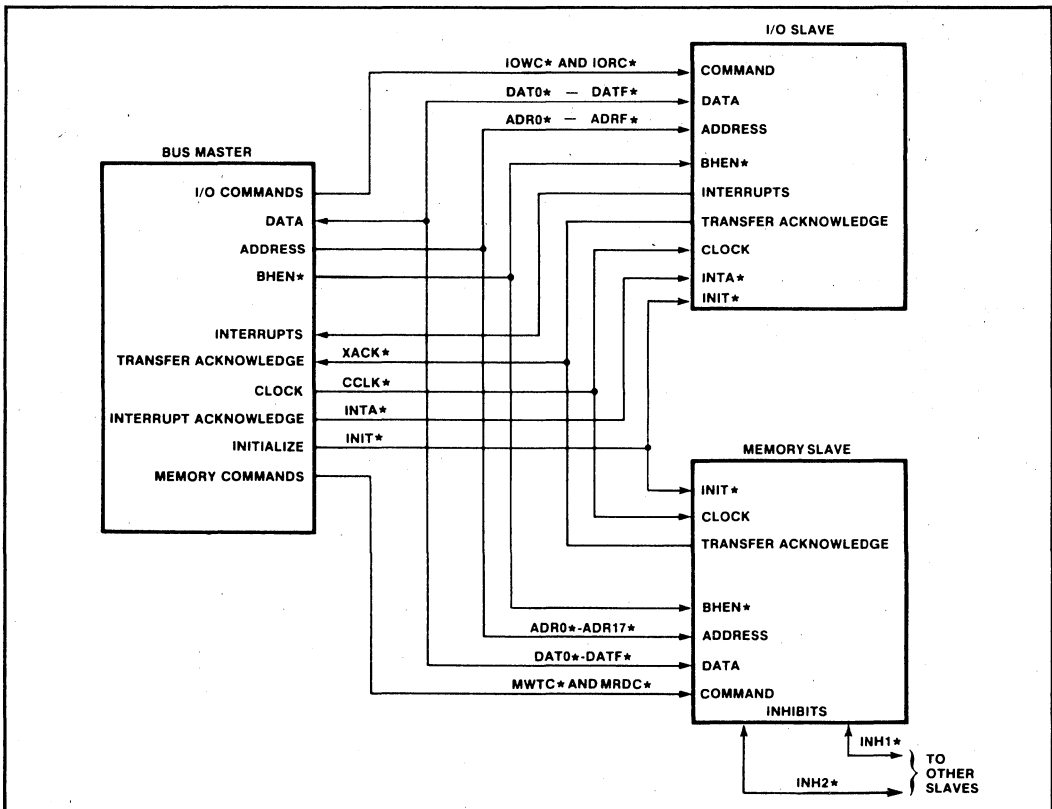 I/O SLAVE
IOWC* AND IORC*
COMMAND
DAT0* — DATF*
DATA
ADR0* — ADRF*
ADDRESS
BUS MASTER
BHEN*
I/O COMMANDS
INTERRUPTS
DATA
TRANSFER ACKNOWLEDGE
ADDRESS
CLOCK
BHEN*
INTA*
INIT*
INTERRUPTS
TRANSFER ACKNOWLEDGE
XACK*
CLOCK
CCLK*
INTERRUPT ACKNOWLEDGE
INTA*
INITIALIZE
INIT*
MEMORY SLAVE
MEMORY COMMANDS
INIT*
CLOCK
TRANSFER ACKNOWLEDGE
BHEN*
ADR0*-ADR17*
ADDRESS
DAT0*-DATF*
DATA
MWTC* AND MRDC*
COMMAND
INHIBITS
INH1*
TO
OTHER
SLAVES
INH2*